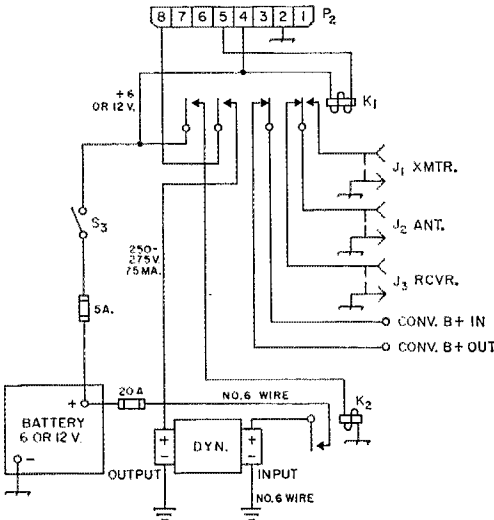 8 7 6 5 4 3 2 1 P2
+6
OR 12 V.
K1
J1 XMTR.
S3
J2 ANT.
250-
275V
75MA.
J3 RCVR.
5A.
CONV. B+ IN
CONV. B+ OUT
20 A
NO.6 WIRE
K2
+
BATTERY
6 OR 12 V.
-
+
-
DYN.
+
-
OUTPUT
INPUT
NO.6 WIRE